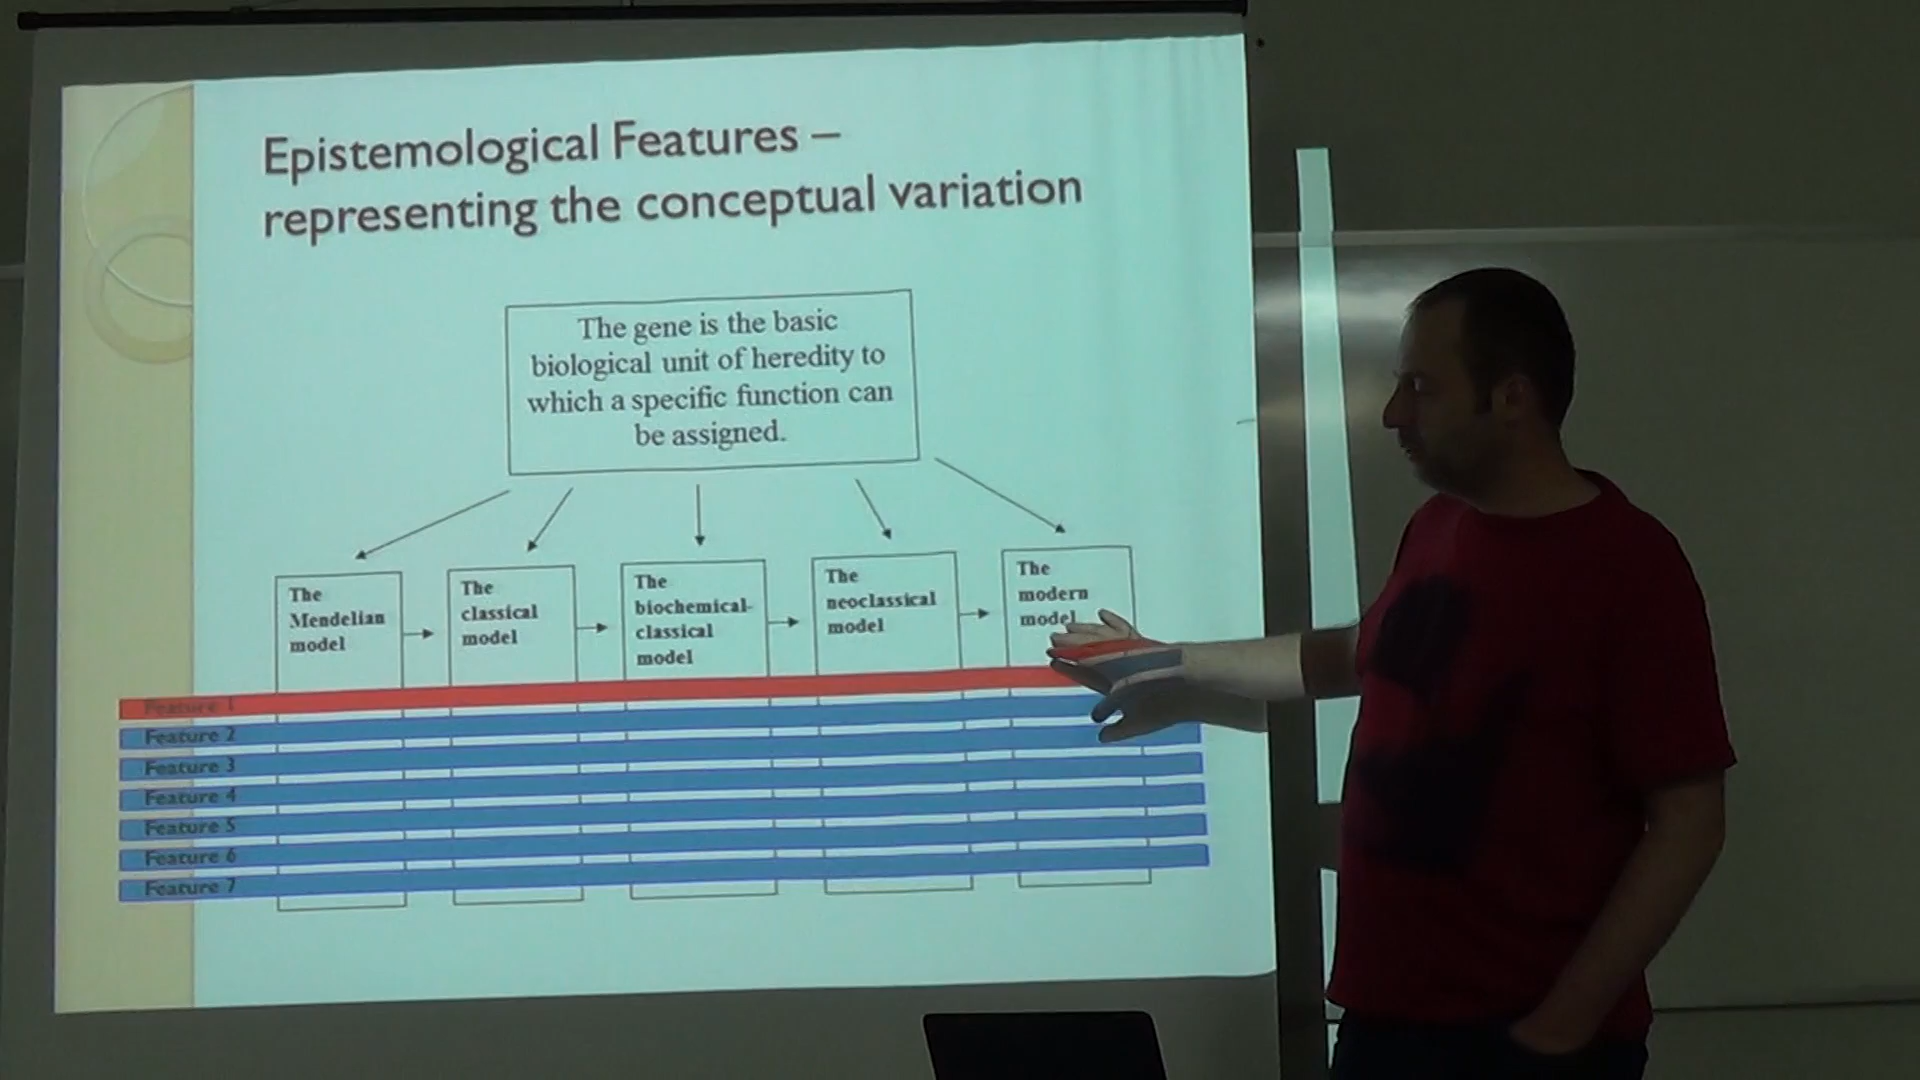 Epistemological Features –
representing the conceptual variation
The gene is the basic
biological unit of heredity to
which a specific function can
be assigned.
The
Mendelian
model
The
classical
model
The
biochemical-
classical
model
The
neoclassical
model
The
modern
model
Feature 1
Feature 2
Feature 3
Feature 4
Feature 5
Feature 6
Feature 7